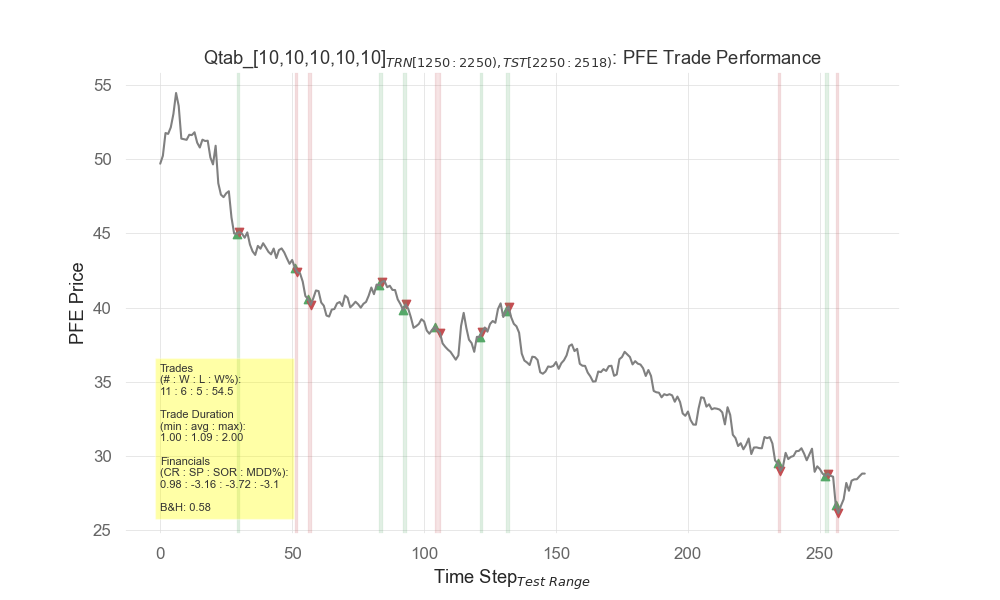 Qtab_[10,10,10,10,10]TRN[1250:2250),TST[2250:2518): PFE Trade Performance
55
50
45
40
35
30
25
PFE Price
Trades
(# : W : L : W%):
11 : 6 : 5 : 54.5
Trade Duration
(min : avg : max):
1.00 : 1.09 : 2.00
Financials
(CR : SP : SOR : MDD%):
0.98 : -3.16 : -3.72 : -3.1
B&H: 0.58
0 50 100 150 200 250
Time StepTest Range